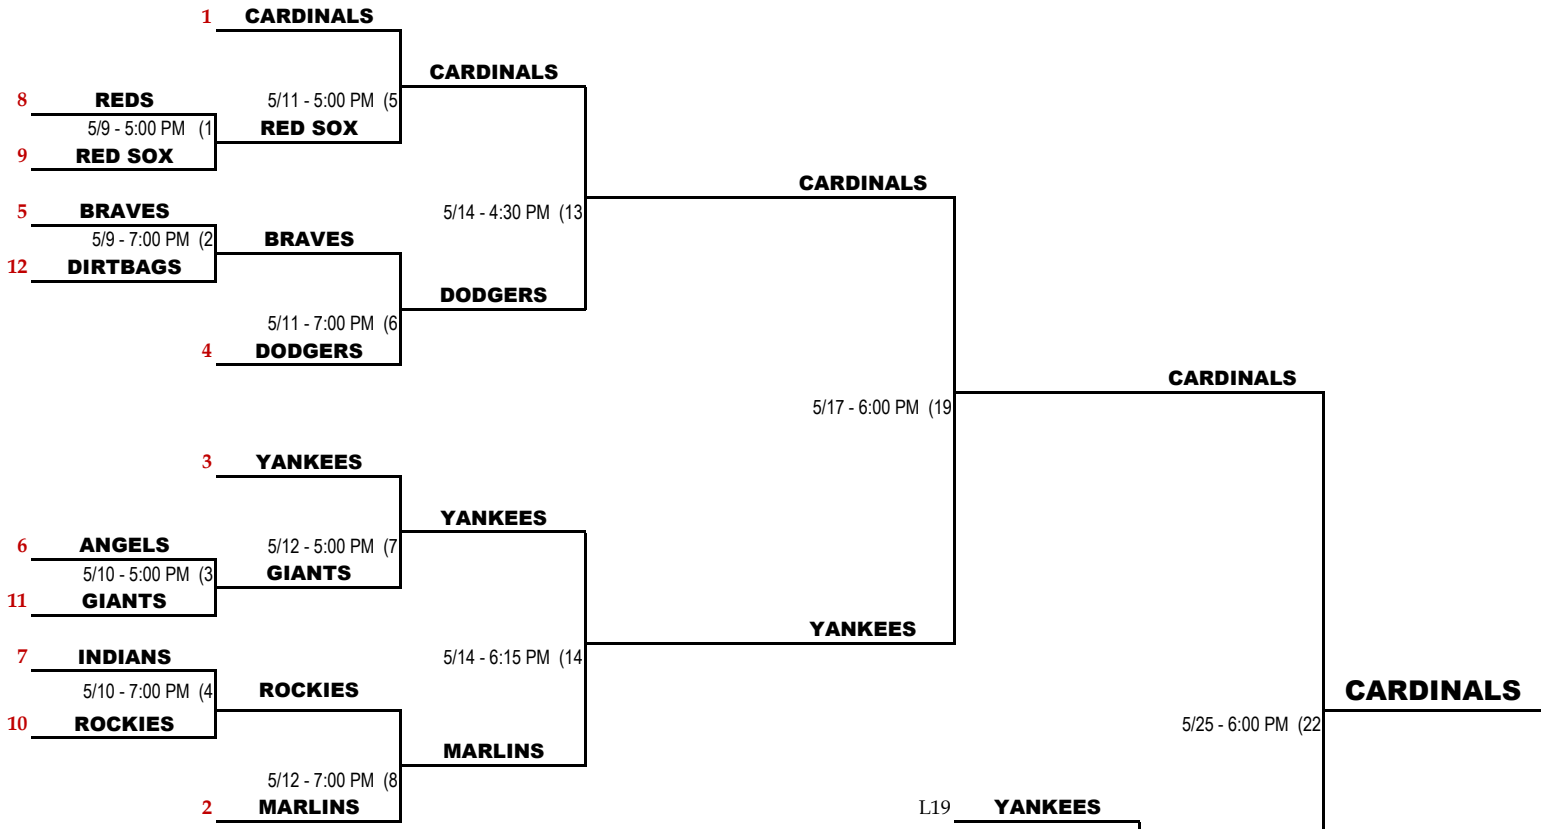 1 CARDINALS
CARDINALS
8 REDS 5/11 - 5:00 PM (5
5/9 - 5:00 PM (1 RED SOX
9 RED SOX
CARDINALS
5 BRAVES 5/14 - 4:30 PM (13
5/9 - 7:00 PM (2 BRAVES
12 DIRTBAGS
DODGERS
5/11 - 7:00 PM (6
4 DODGERS
CARDINALS
5/17 - 6:00 PM (19
3 YANKEES
YANKEES
6 ANGELS 5/12 - 5:00 PM (7
5/10 - 5:00 PM (3 GIANTS
11 GIANTS
YANKEES
7 INDIANS 5/14 - 6:15 PM (14
5/10 - 7:00 PM (4 ROCKIES CARDINALS
10 ROCKIES 5/25 - 6:00 PM (22
MARLINS
5/12 - 7:00 PM (8
2 MARLINS L19 YANKEES